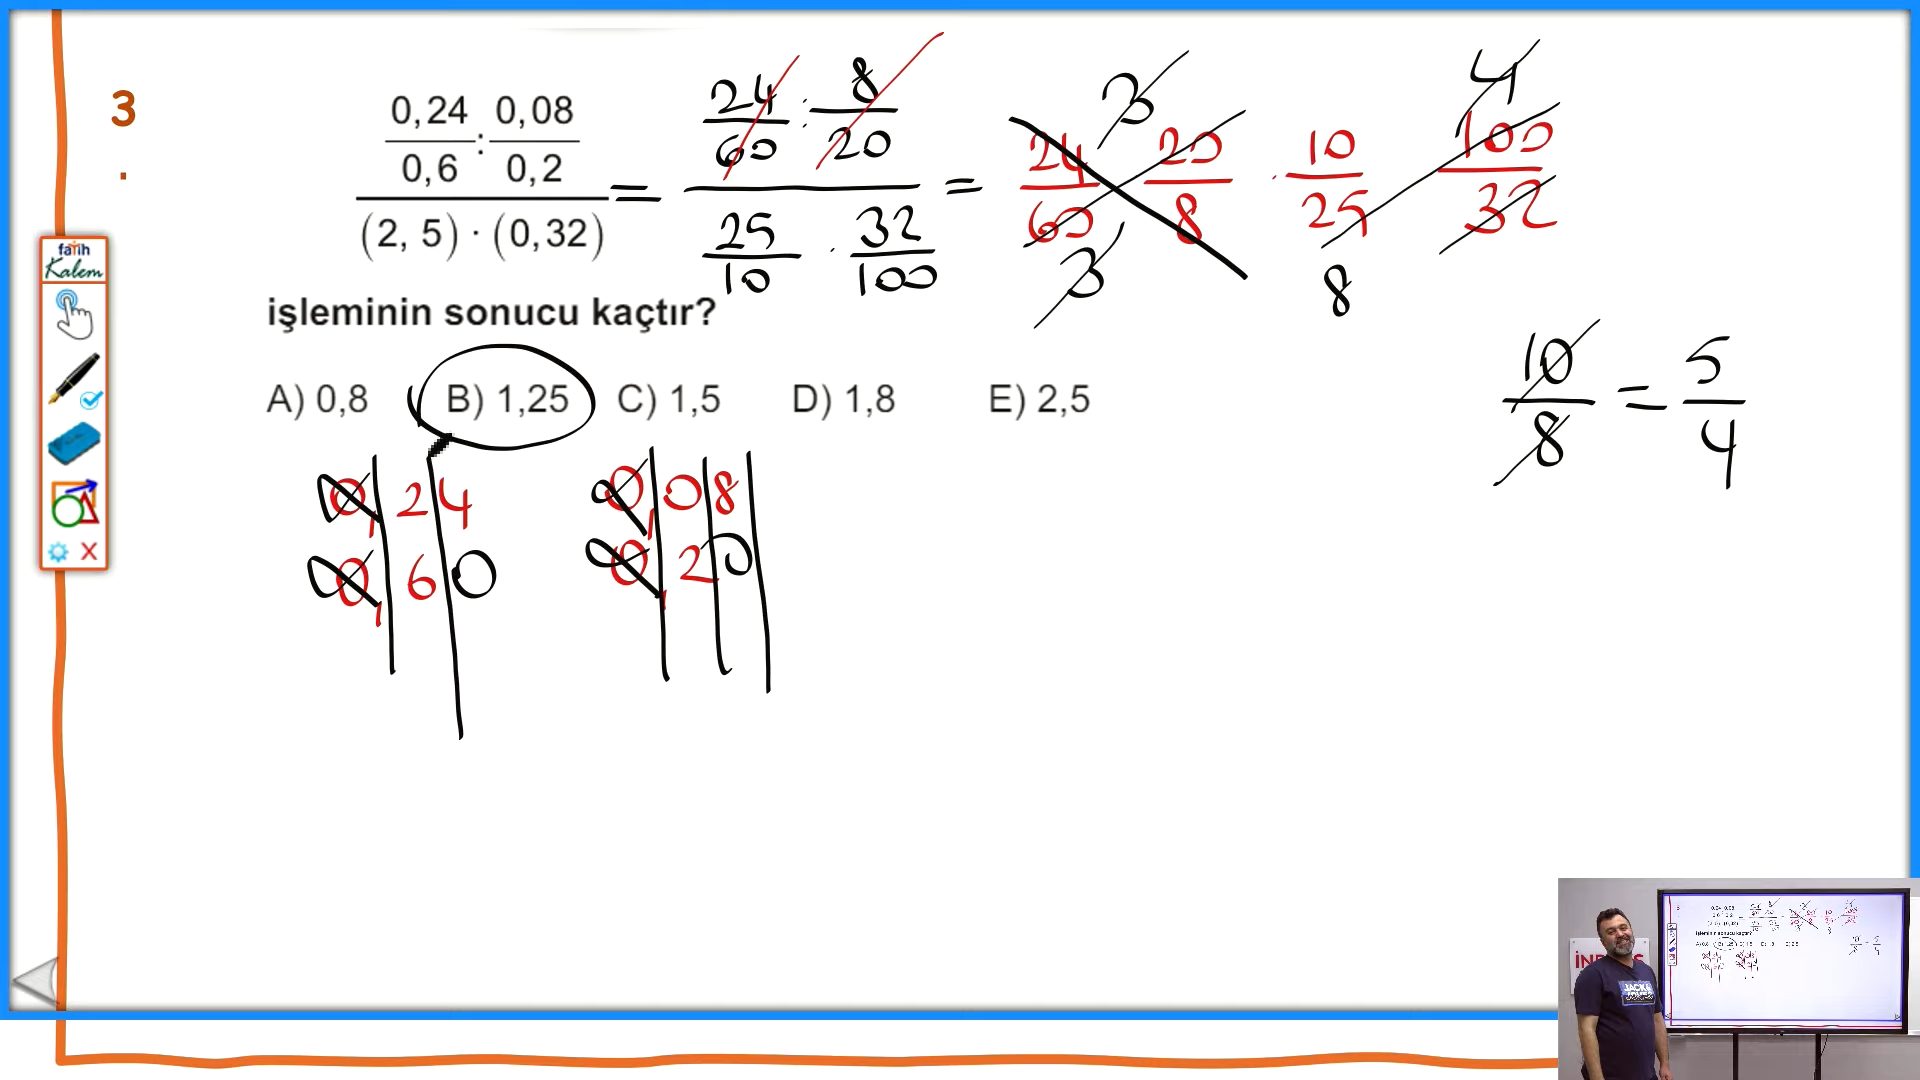 3
.
0,24 / 0,6 : 0,08 / 0,2
(2, 5) · (0,32)
= 24/60 : 8/20
25/10 · 32/100
= 24/60 20/8 · 10/25 100/32
3 3 8 4
işleminin sonucu kaçtır?
A) 0,8 B) 1,25 C) 1,5 D) 1,8 E) 2,5
10/8 = 5/4
0,24 0,08
0,60 0,20
fatih
Kalem
X
JACK&